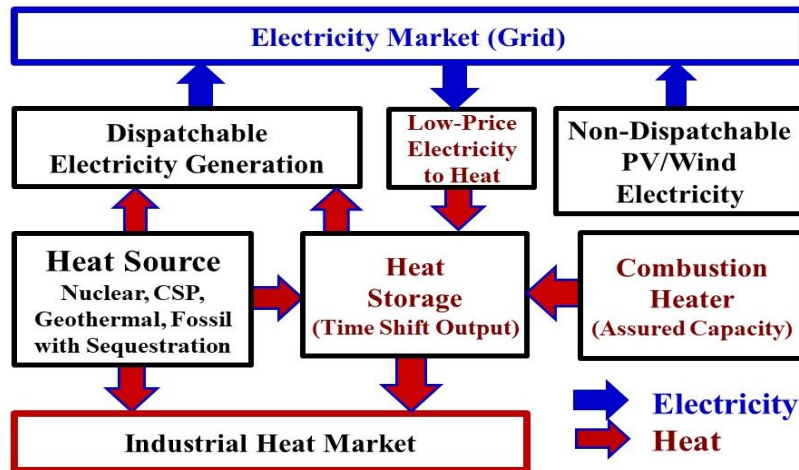 Electricity Market (Grid)
Dispatchable
Electricity Generation
Low-Price
Electricity
to Heat
Non-Dispatchable
PV/Wind
Electricity
Heat Source
Nuclear, CSP,
Geothermal, Fossil
with Sequestration
Heat
Storage
(Time Shift Output)
Combustion
Heater
(Assured Capacity)
Industrial Heat Market
Electricity
Heat